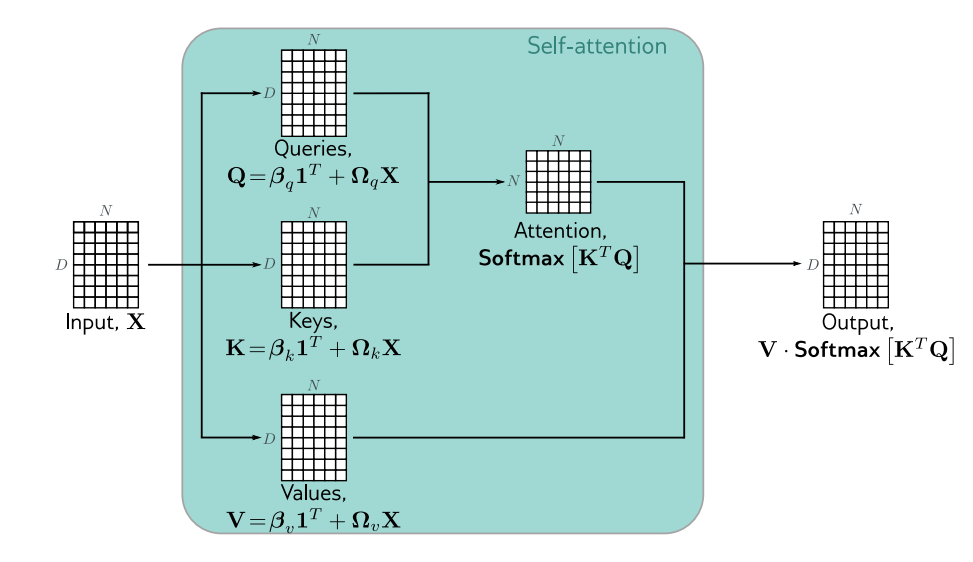 Self-attention
N
D
Queries,
Q=β_q1^T + Ω_qX
N
D
Input, X
N
D
Keys,
K=β_k1^T + Ω_kX
N
D
Values,
V=β_v1^T + Ω_vX
N
N
Attention,
Softmax [K^TQ]
N
D
Output,
V · Softmax [K^TQ]